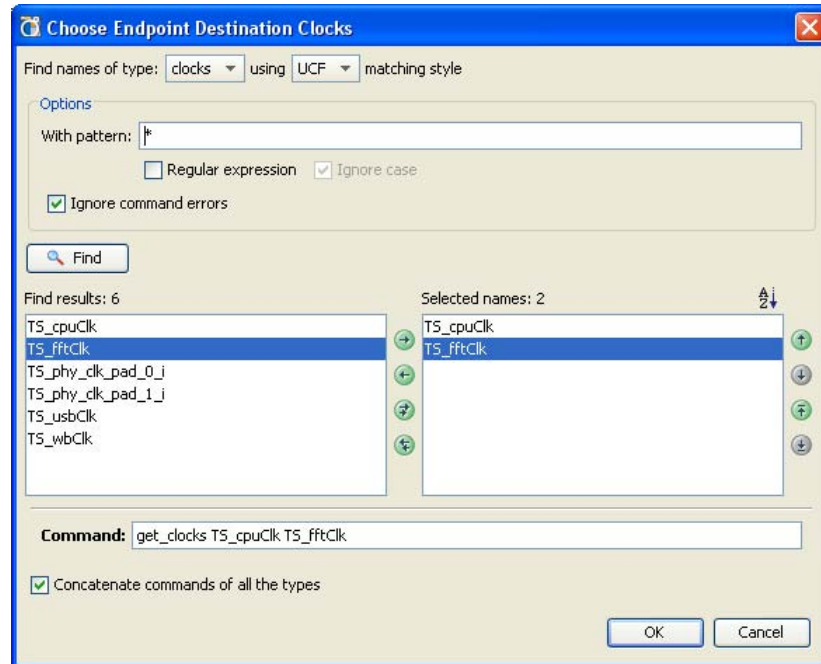 Choose Endpoint Destination Clocks
Find names of type: clocks using UCF matching style
Options
With pattern: *
Regular expression Ignore case
Ignore command errors
Find
Find results: 6
TS_cpuClk
TS_fftClk
TS_phy_clk_pad_0_i
TS_phy_clk_pad_1_i
TS_usbClk
TS_wbClk
Selected names: 2
A
Z
TS_cpuClk
TS_fftClk
Command: get_clocks TS_cpuClk TS_fftClk
Concatenate commands of all the types
OK Cancel